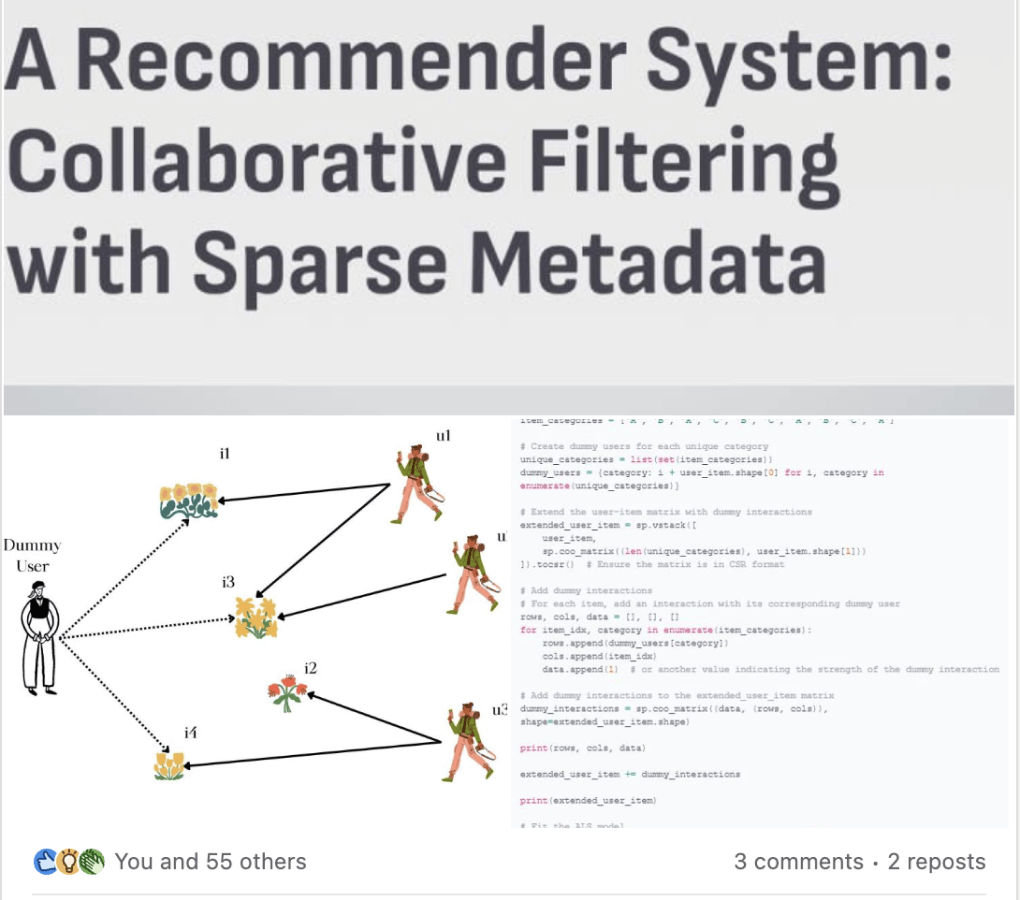 A Recommender System:
Collaborative Filtering
with Sparse Metadata
u1
i1
u
Dummy
User
i3
i2
u3
i4
# Create dummy users for each unique category
unique_categories = list(set(item_categories))
dummy_users = {category: i + user_item.shape[0] for i, category in
enumerate(unique_categories)}
# Extend the user-item matrix with dummy interactions
extended_user_item = sp.vstack([
user_item,
sp.coo_matrix((len(unique_categories), user_item.shape[1]))
]).tocsr()  # Ensure the matrix is in CSR format
# Add dummy interactions
# For each item, add an interaction with its corresponding dummy user
rows, cols, data = [], [], []
for item_idx, category in enumerate(item_categories):
rows.append(dummy_users[category])
cols.append(item_idx)
data.append(1)  # or another value indicating the strength of the dummy interaction
# Add dummy interactions to the extended_user_item matrix
dummy_interactions = sp.coo_matrix((data, (rows, cols)),
shape=extended_user_item.shape)
print(rows, cols, data)
extended_user_item += dummy_interactions
print(extended_user_item)
# Fit the ALS model
You and 55 others
3 comments · 2 reposts